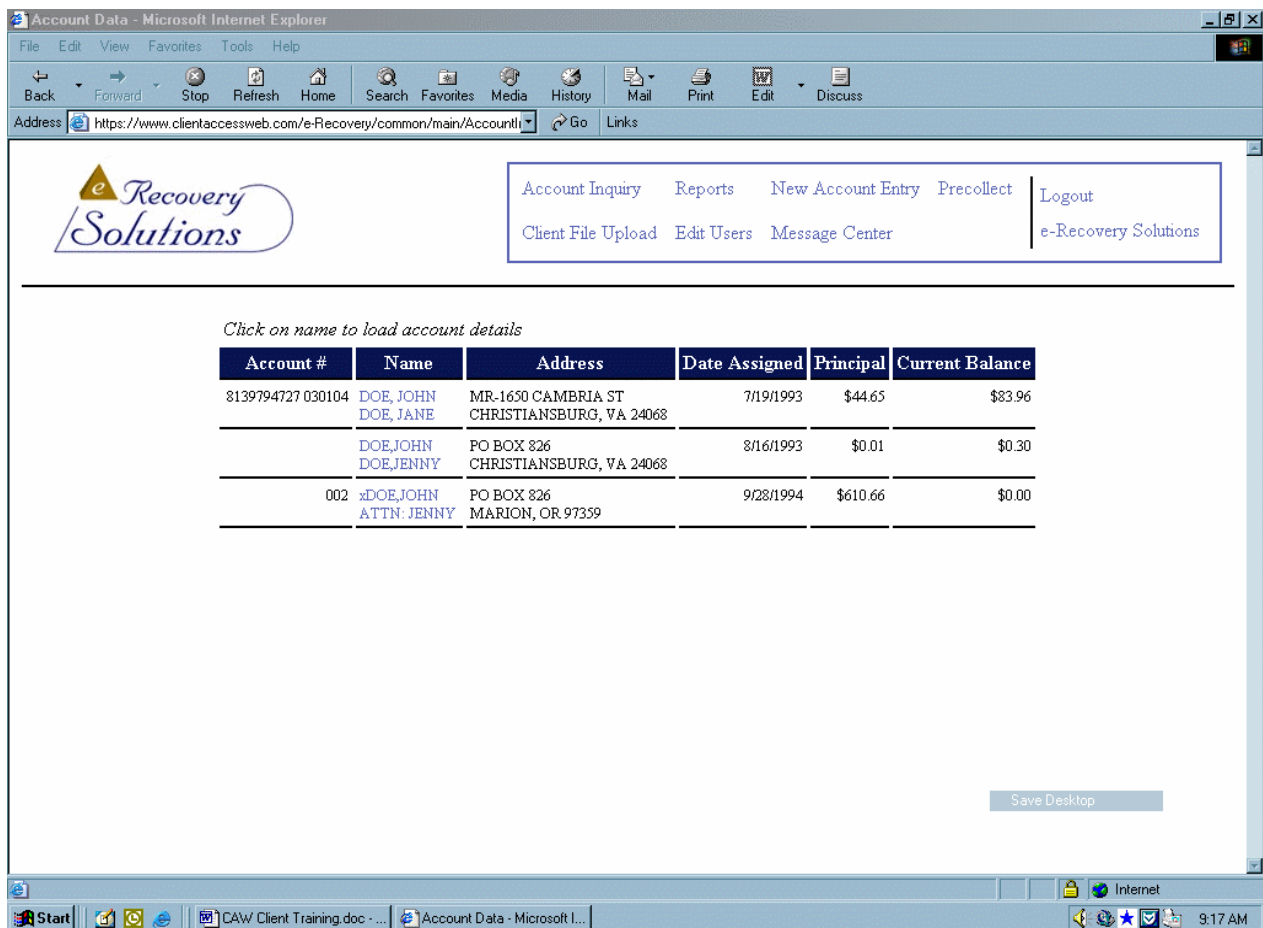 Account Data - Microsoft Internet Explorer
File Edit View Favorites Tools Help
Back Forward Stop Refresh Home Search Favorites Media History Mail Print Edit Discuss
Address https://www.clientaccessweb.com/e-Recovery/common/main/AccountI Go Links
e Recovery
Solutions
Account Inquiry Reports New Account Entry Precollect Logout
Client File Upload Edit Users Message Center e-Recovery Solutions
Click on name to load account details
Account # Name Address Date Assigned Principal Current Balance
8139794727 030104 DOE, JOHN MR-1650 CAMBRIA ST 7/19/1993 $44.65 $83.96
DOE, JANE CHRISTIANSBURG, VA 24068
DOE,JOHN PO BOX 826 8/16/1993 $0.01 $0.30
DOE,JENNY CHRISTIANSBURG, VA 24068
002 xDOE,JOHN PO BOX 826 9/28/1994 $610.66 $0.00
ATTN: JENNY MARION, OR 97359
Save Desktop
Internet
Start CAW Client Training.doc - ... Account Data - Microsoft I... 9:17 AM